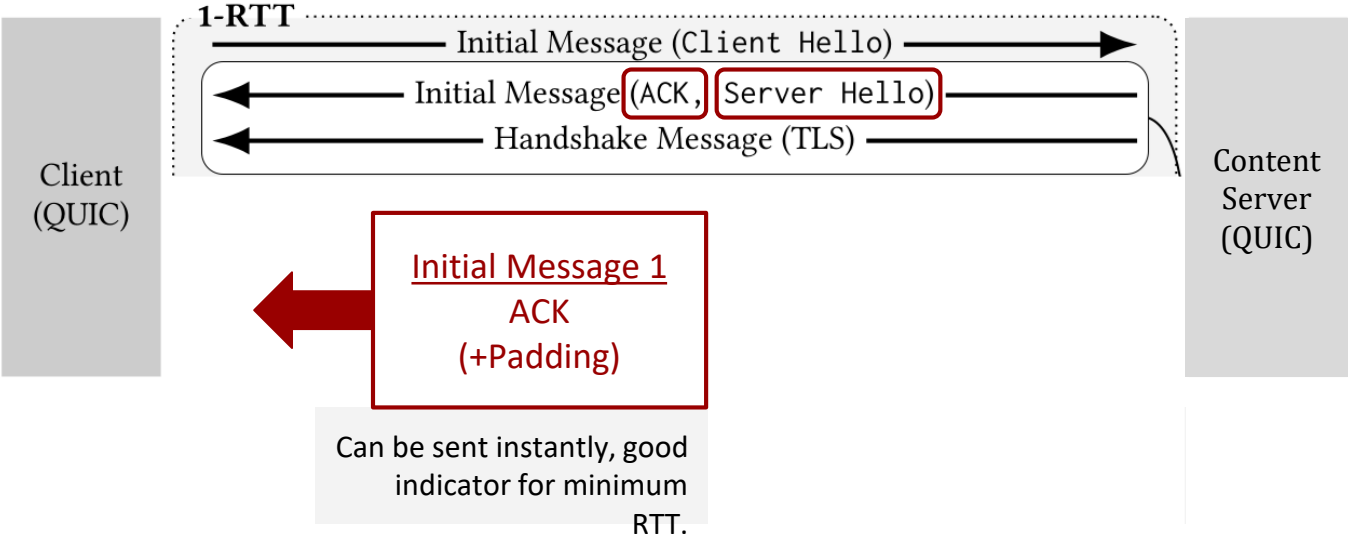 1-RTT
Initial Message (Client Hello)
Initial Message (ACK, Server Hello)
Handshake Message (TLS)
Client
(QUIC)
Content
Server
(QUIC)
Initial Message 1
ACK
(+Padding)
Can be sent instantly, good
indicator for minimum
RTT.